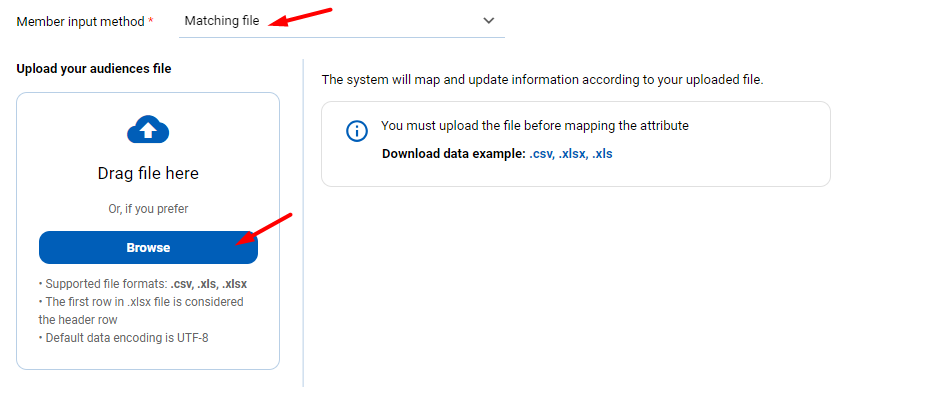 Member input method *
Matching file
Upload your audiences file
Drag file here
Or, if you prefer
Browse
• Supported file formats: .csv, .xls, .xlsx
• The first row in .xlsx file is considered
the header row
• Default data encoding is UTF-8
The system will map and update information according to your uploaded file.
You must upload the file before mapping the attribute
Download data example: .csv, .xlsx, .xls